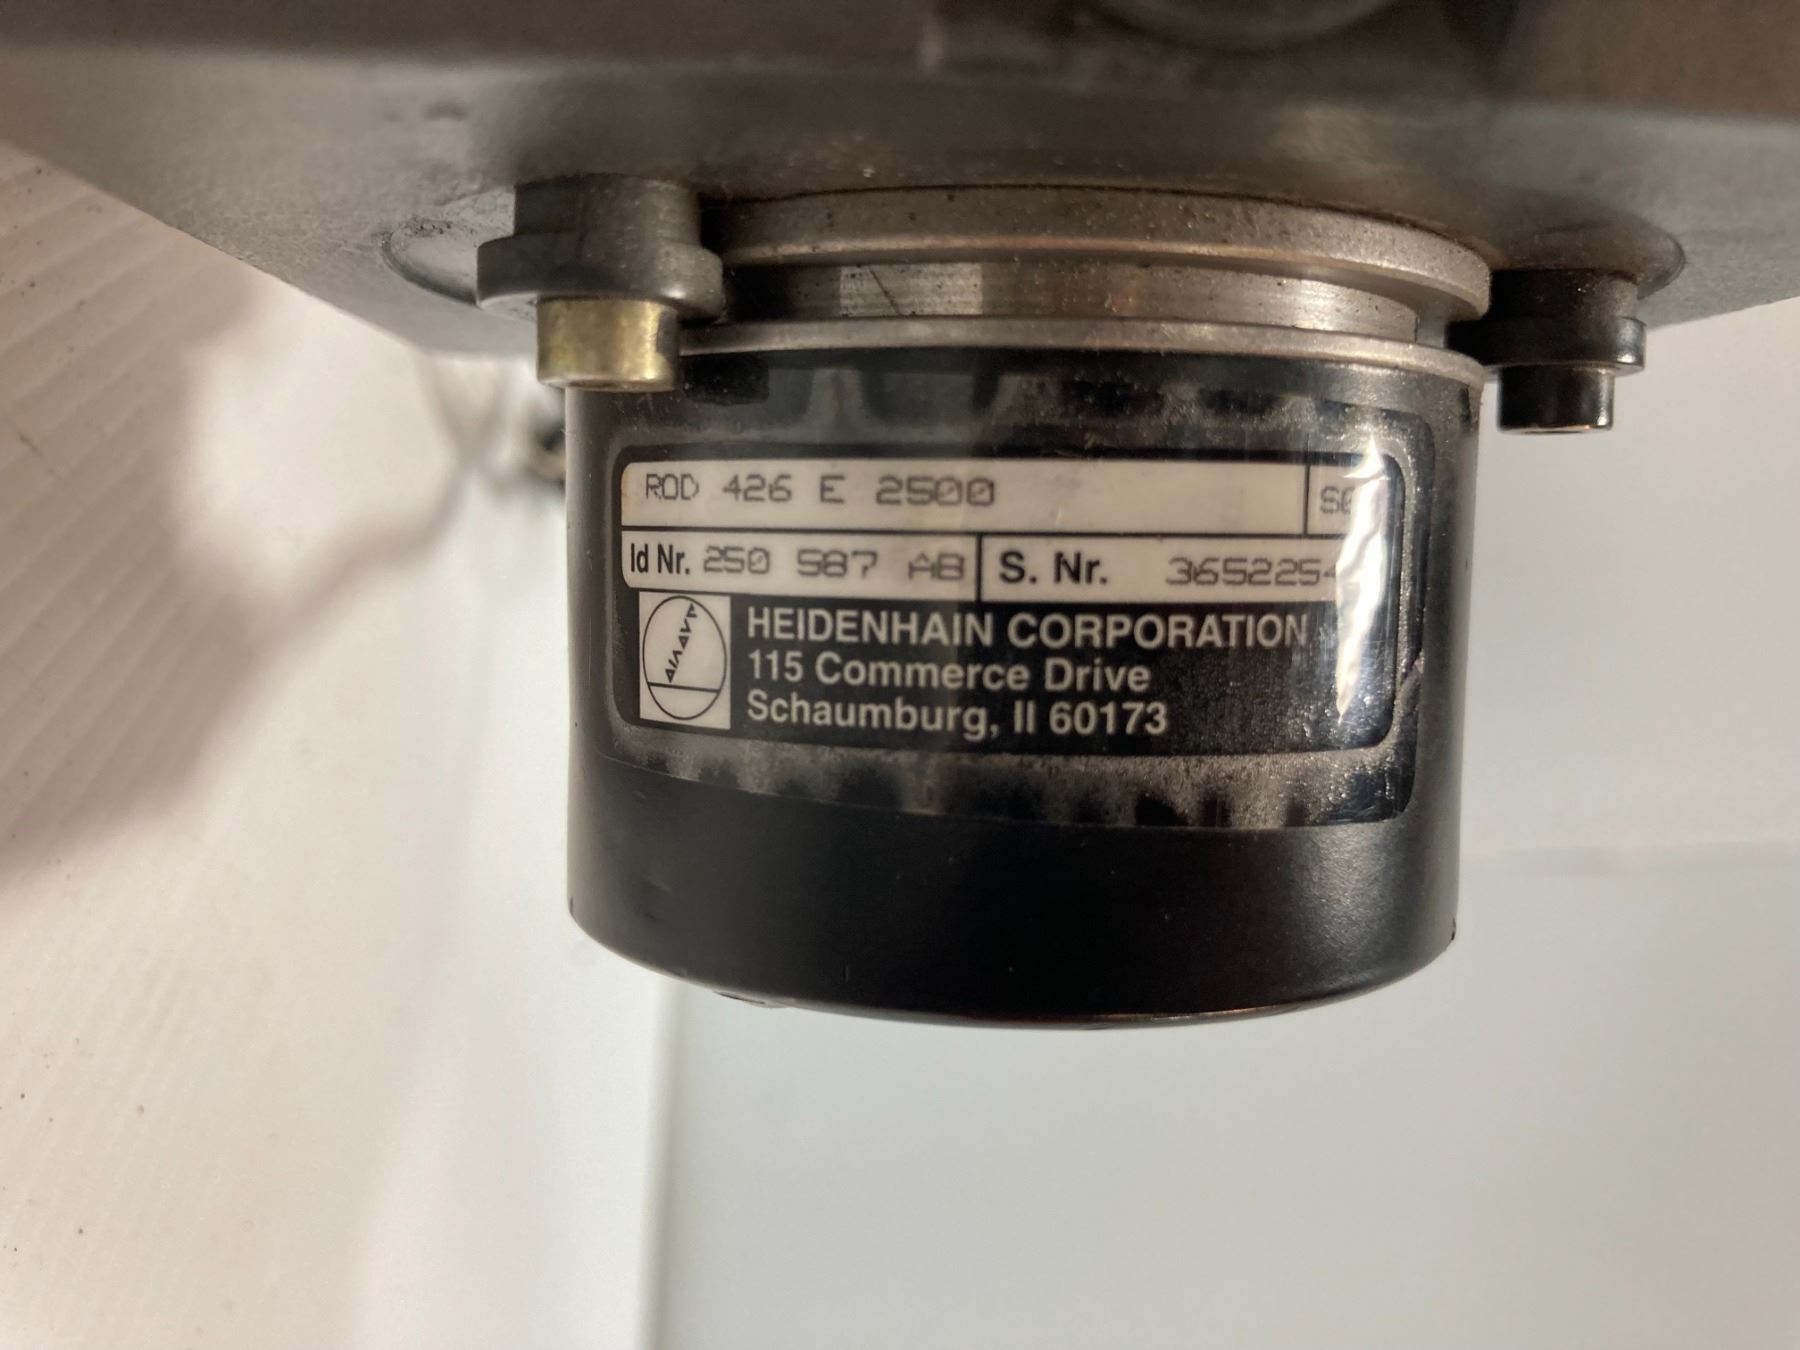 ROD 426 E 2500
Id Nr. 250 587 AB S. Nr.
HEIDENHAIN CORPORATION
115 Commerce Drive
Schaumburg, Il 60173